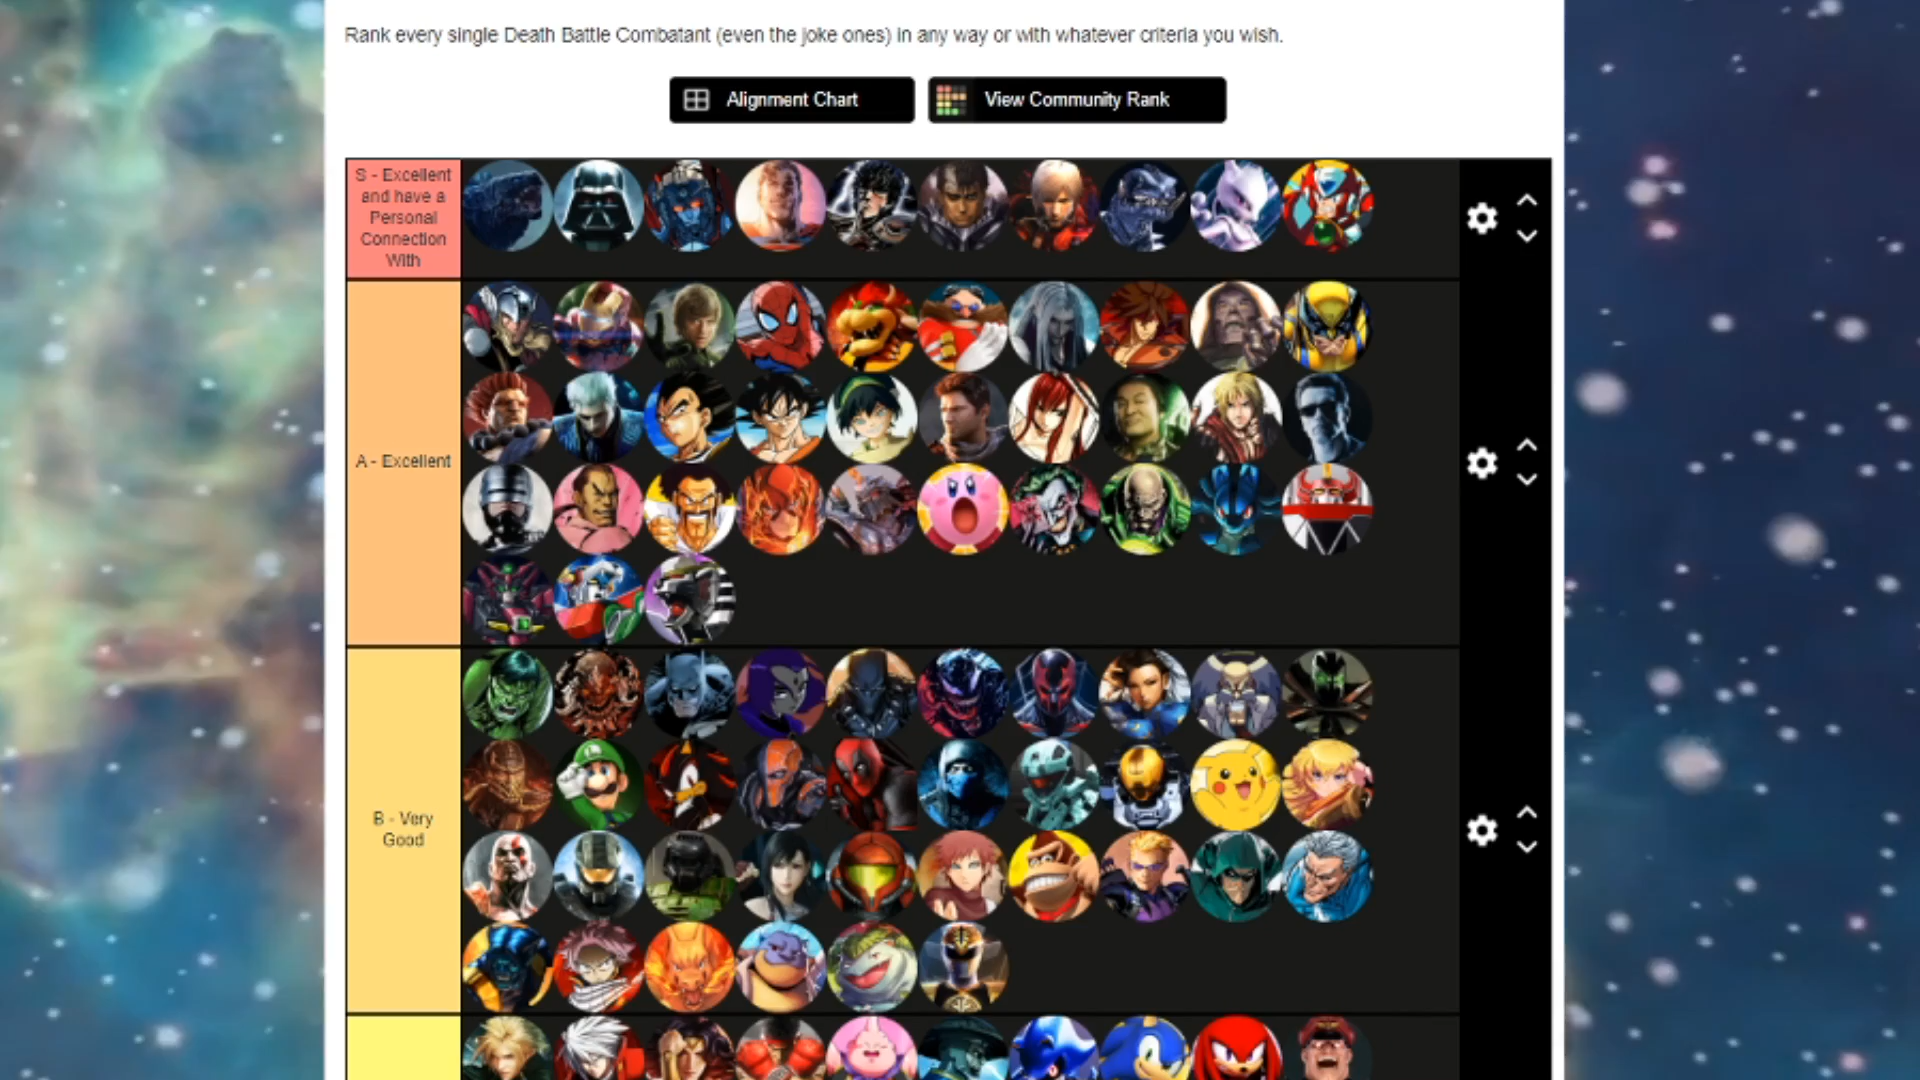 Rank every single Death Battle Combatant (even the joke ones) in any way or with whatever criteria you wish.
Alignment Chart
View Community Rank
S - Excellent
and have a
Personal
Connection
With
A - Excellent
B - Very
Good